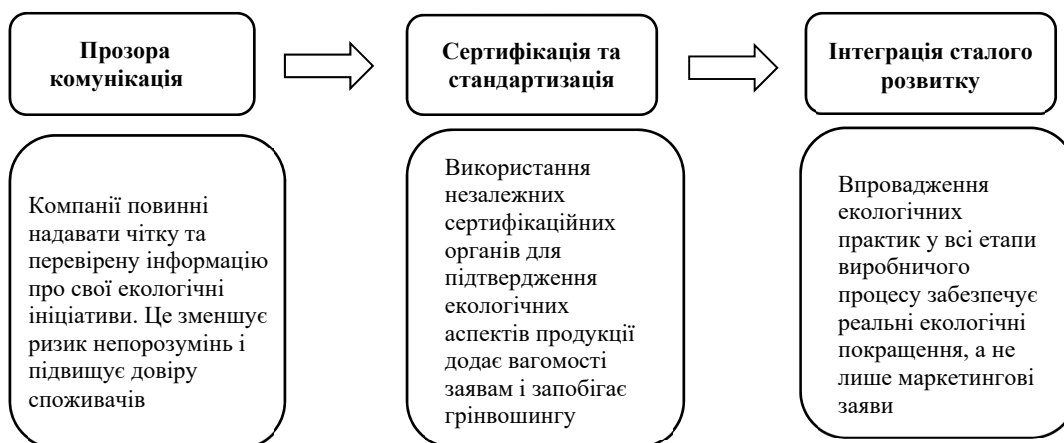 Прозора
комунікація
Сертифікація та
стандартизація
Інтеграція сталого
розвитку
Компанії повинні
надавати чітку та
перевірену інформацію
про свої екологічні
ініціативи. Це зменшує
ризик непорозумінь і
підвищує довіру
споживачів
Використання
незалежних
сертифікаційних
органів для
підтвердження
екологічних
аспектів продукції
додає вагомості
заявам і запобігає
грінвошингу
Впровадження
екологічних
практик у всі етапи
виробничого
процесу забезпечує
реальні екологічні
покращення, а не
лише маркетингові
заяви